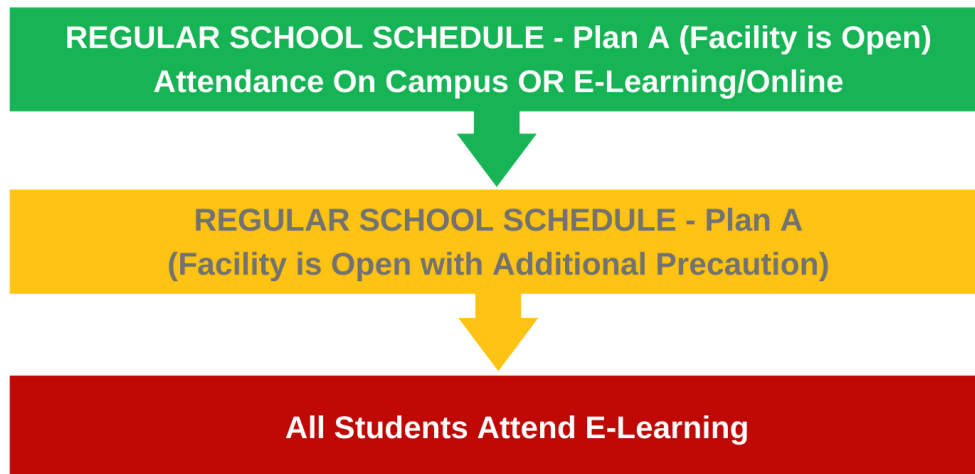 REGULAR SCHOOL SCHEDULE - Plan A (Facility is Open)
Attendance On Campus OR E-Learning/Online
REGULAR SCHOOL SCHEDULE - Plan A
(Facility is Open with Additional Precaution)
All Students Attend E-Learning